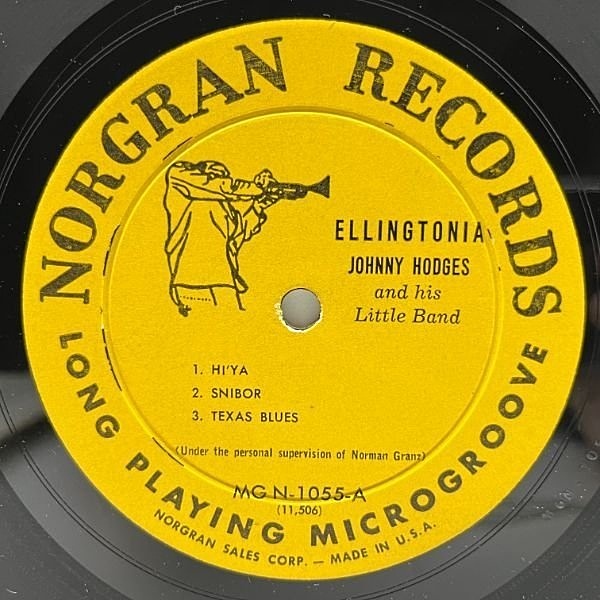 NORGRAN RECORDS
ELLINGTONIA
JOHNNY HODGES
and his
Little Band
1. HI'YA
2. SNIBOR
3. TEXAS BLUES
(Under the personal supervision of Norman Granz)
MG N-1055-A
(11,506)
LONG PLAYING MICROGROOVE
NORGRAN SALES CORP. — MADE IN U.S.A.